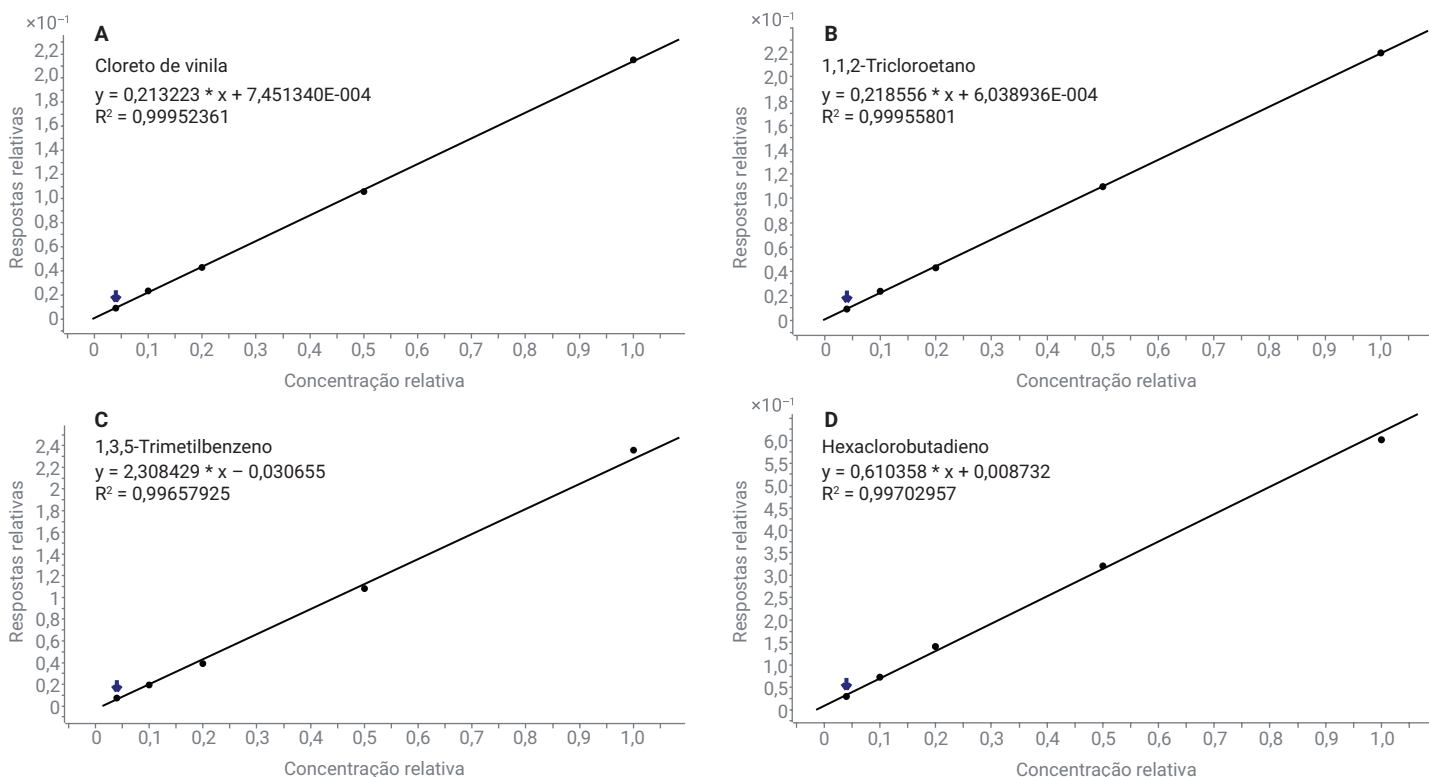 ×10⁻¹
A
Cloreto de vinila
y = 0,213223 * x + 7,451340E-004
R² = 0,99952361
Respostas relativas
2,2
2,0
1,8
1,6
1,4
1,2
1,0
0,8
0,6
0,4
0,2
0
0 0,1 0,2 0,3 0,4 0,5 0,6 0,7 0,8 0,9 1,0
Concentração relativa
×10⁻¹
B
1,1,2-Tricloroetano
y = 0,218556 * x + 6,038936E-004
R² = 0,99955801
Respostas relativas
2,2
2,0
1,8
1,6
1,4
1,2
1,0
0,8
0,6
0,4
0,2
0
0 0,1 0,2 0,3 0,4 0,5 0,6 0,7 0,8 0,9 1,0
Concentração relativa
C
1,3,5-Trimetilbenzeno
y = 2,308429 * x – 0,030655
R² = 0,99657925
Respostas relativas
2,4
2,2
2
1,8
1,6
1,4
1,2
1
0,8
0,6
0,4
0,2
0
0 0,1 0,2 0,3 0,4 0,5 0,6 0,7 0,8 0,9 1,0
Concentração relativa
×10⁻¹
D
Hexaclorobutadieno
y = 0,610358 * x + 0,008732
R² = 0,99702957
Respostas relativas
6,0
5,5
5,0
4,5
4,0
3,5
3,0
2,5
2,0
1,5
1,0
0,5
0
0 0,1 0,2 0,3 0,4 0,5 0,6 0,7 0,8 0,9 1,0
Concentração relativa